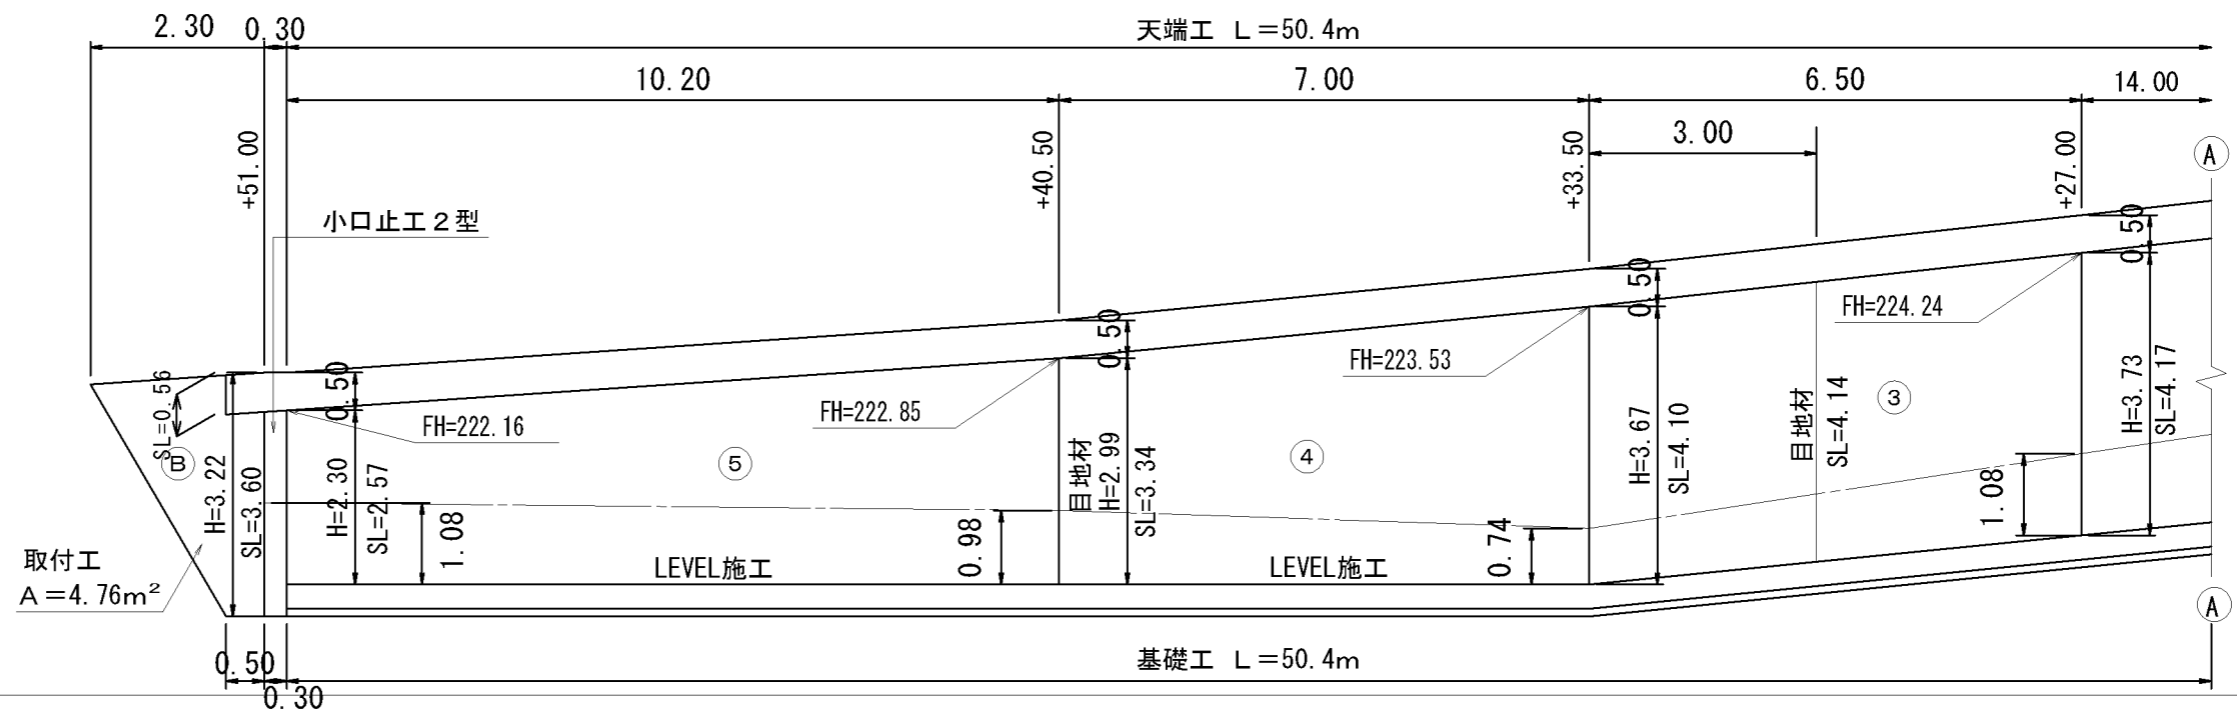 2.30
0.30
天端工 L=50.4m
10.20
7.00
6.50
14.00
3.00
+51.00
+40.50
+33.50
+27.00
A
小口止工2型
0.50
0.50
0.50
0.50
FH=222.16
FH=222.85
FH=223.53
FH=224.24
SL=0.56
B
H=3.22
SL=3.60
H=2.30
SL=2.57
1.08
⑤
0.98
目地材
H=2.99
SL=3.34
④
0.74
H=3.67
SL=4.10
目地材
SL=4.14
③
1.08
H=3.73
SL=4.17
取付工
A=4.76m²
LEVEL施工
LEVEL施工
A
0.50
0.30
基礎工 L=50.4m